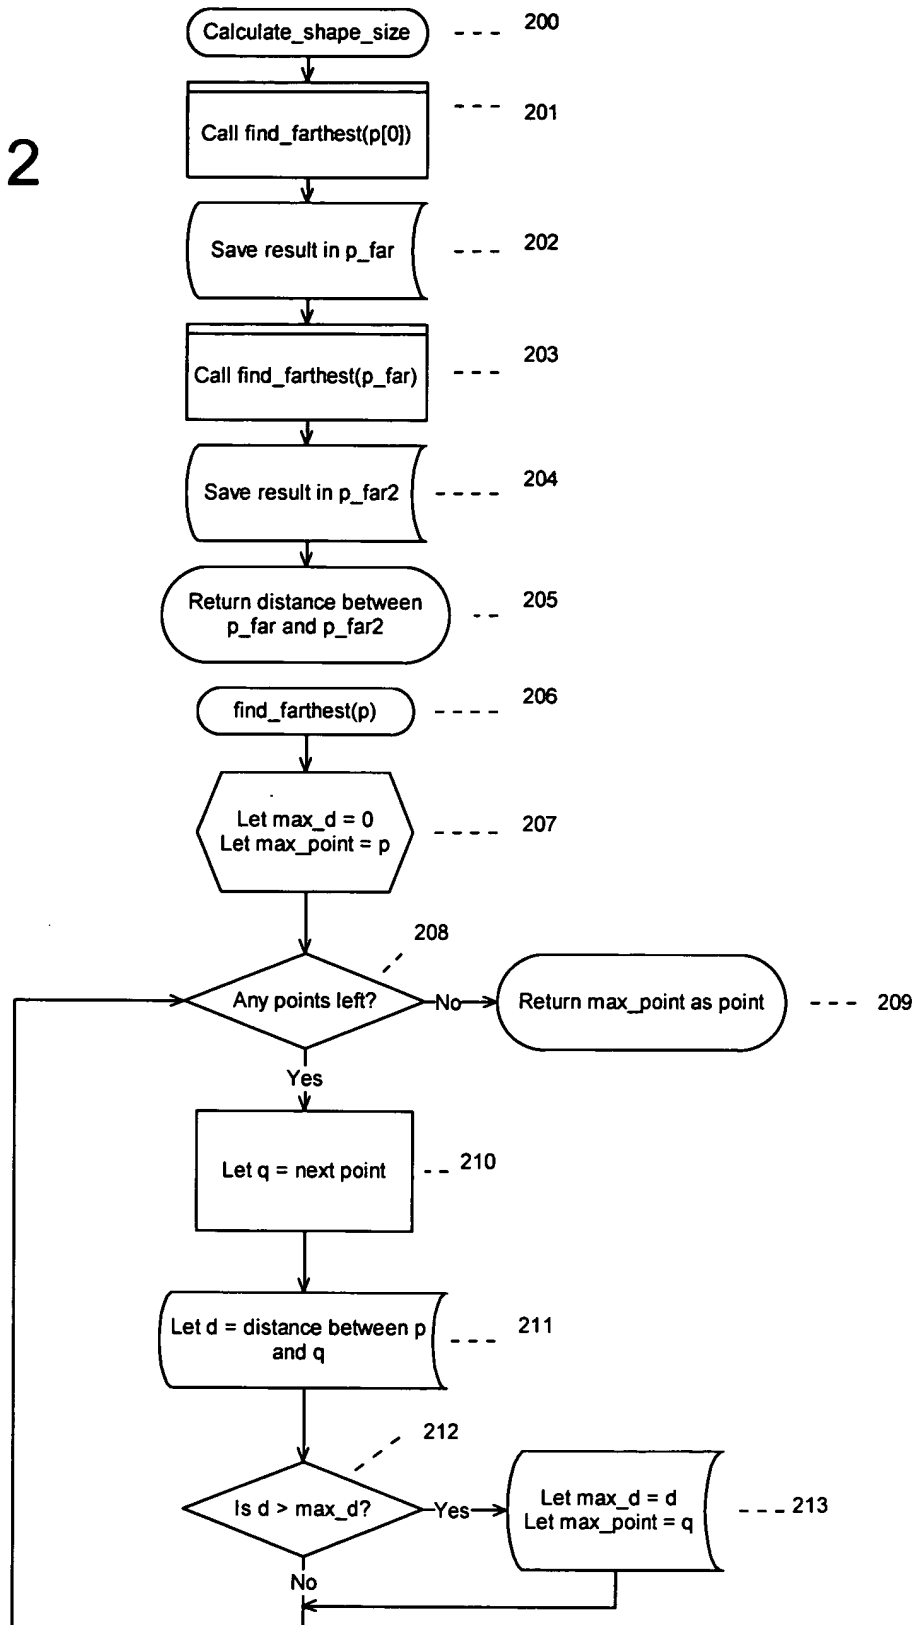 2
Calculate_shape_size
200
Call find_farthest(p[0])
201
Save result in p_far
202
Call find_farthest(p_far)
203
Save result in p_far2
204
Return distance between
p_far and p_far2
205
find_farthest(p)
206
Let max_d = 0
Let max_point = p
207
208
Any points left?
No
Return max_point as point
209
Yes
Let q = next point
210
Let d = distance between p
and q
211
212
Is d > max_d?
Yes
Let max_d = d
Let max_point = q
213
No